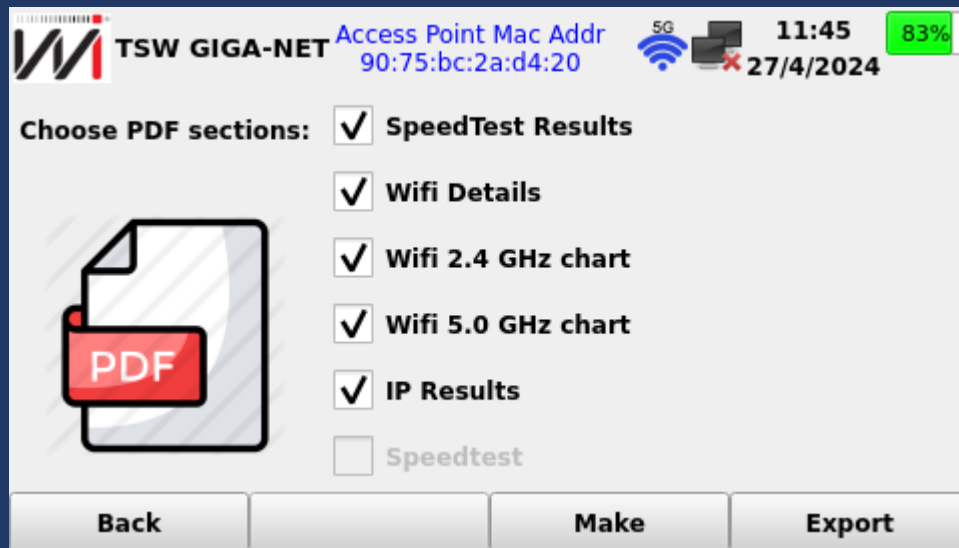 TSW GIGA-NET
Access Point Mac Addr
90:75:bc:2a:d4:20
5G
11:45
27/4/2024
83%
Choose PDF sections:
SpeedTest Results
Wifi Details
Wifi 2.4 GHz chart
Wifi 5.0 GHz chart
IP Results
Speedtest
PDF
Back
Make
Export